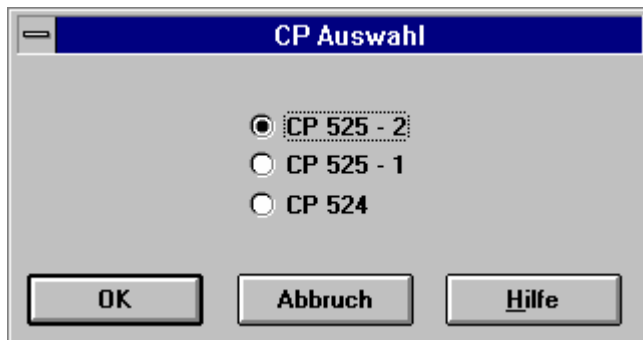 CP Auswahl
CP 525 - 2
CP 525 - 1
CP 524
OK Abbruch Hilfe